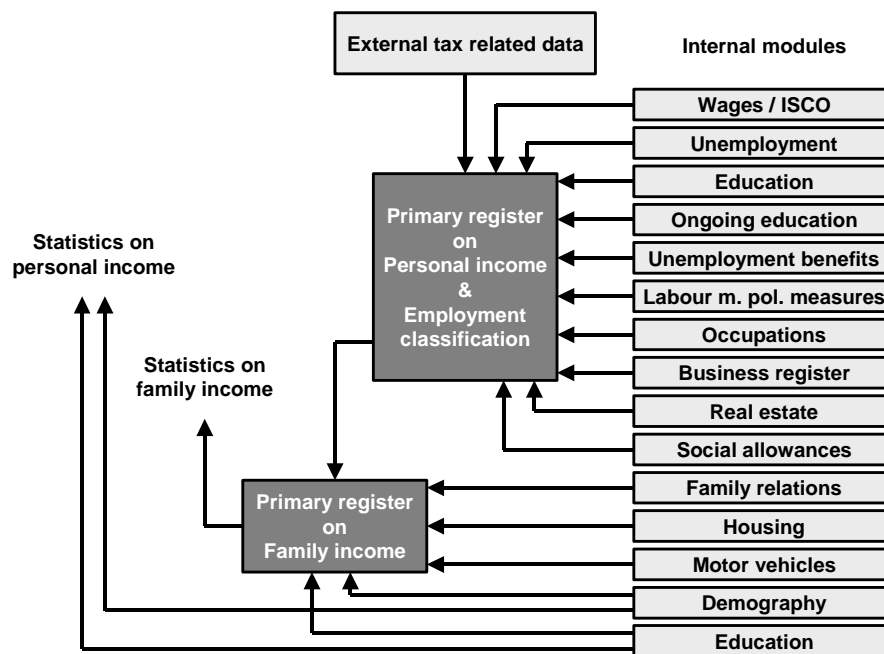 External tax related data
Internal modules
Wages / ISCO
Unemployment
Education
Ongoing education
Unemployment benefits
Labour m. pol. measures
Occupations
Business register
Real estate
Social allowances
Family relations
Housing
Motor vehicles
Demography
Education
Primary register
on
Personal income
&
Employment
classification
Statistics on
personal income
Statistics on
family income
Primary register
on
Family income